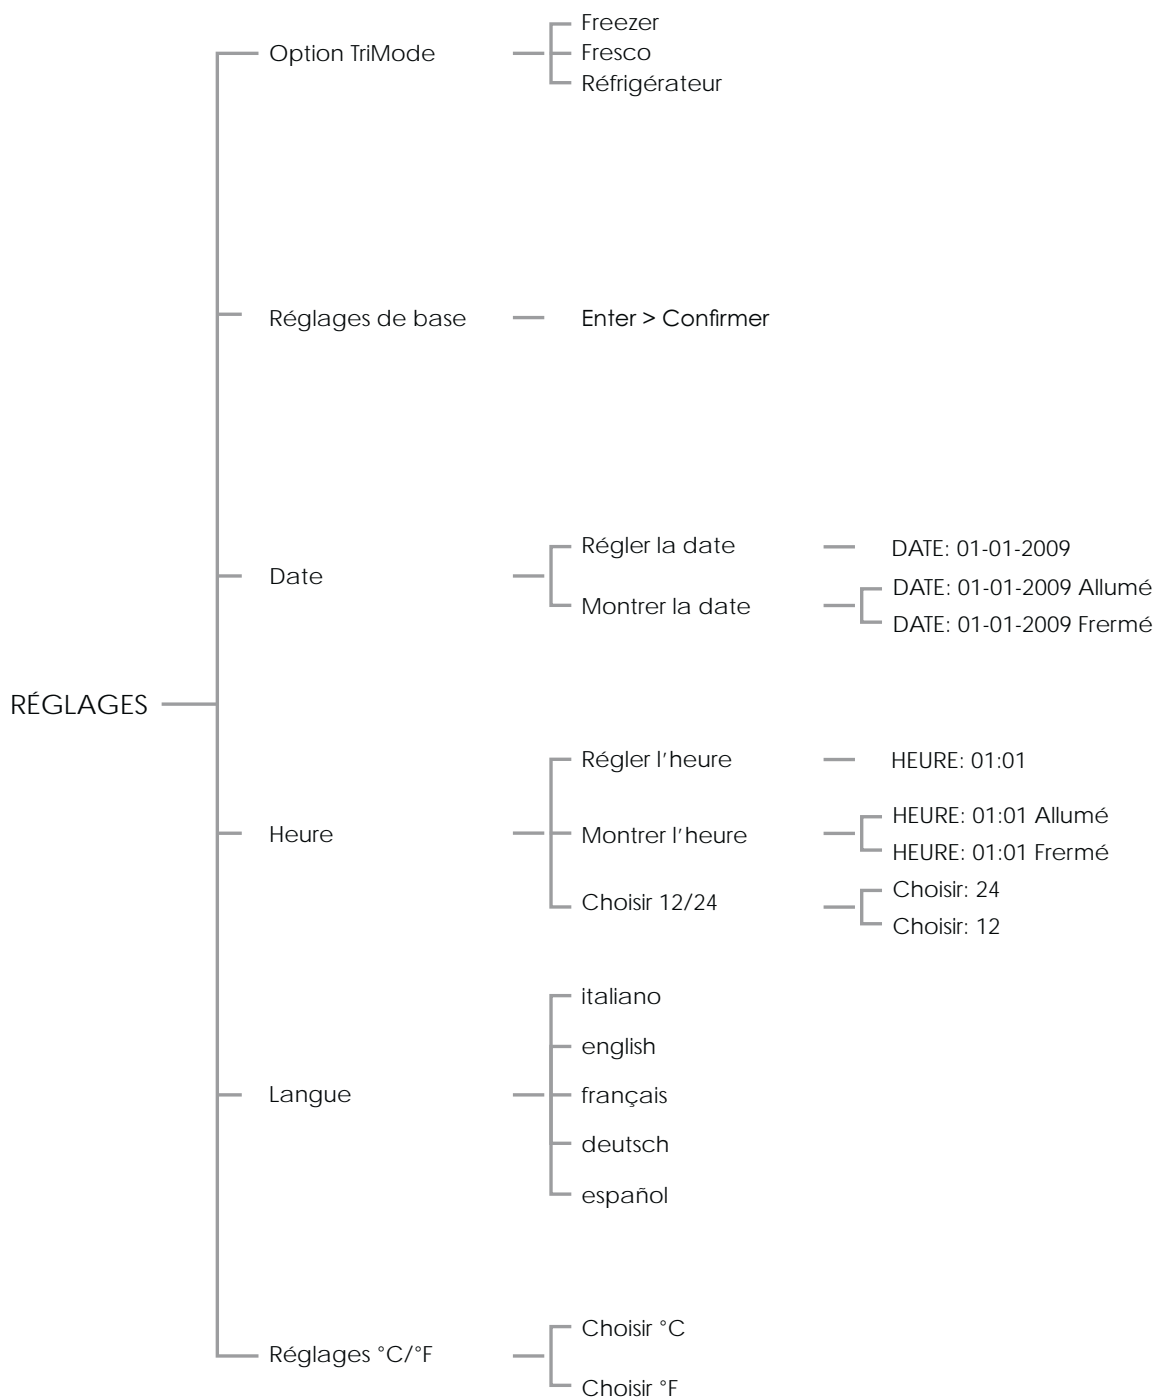 Option TriMode
Freezer
Fresco
Réfrigérateur
Réglages de base
Enter > Confirmer
Date
Régler la date
DATE: 01-01-2009
Montrer la date
DATE: 01-01-2009 Allumé
DATE: 01-01-2009 Frermé
RÉGLAGES
Heure
Régler l'heure
HEURE: 01:01
Montrer l'heure
HEURE: 01:01 Allumé
HEURE: 01:01 Frermé
Choisir 12/24
Choisir: 24
Choisir: 12
Langue
italiano
english
français
deutsch
español
Réglages °C/°F
Choisir °C
Choisir °F